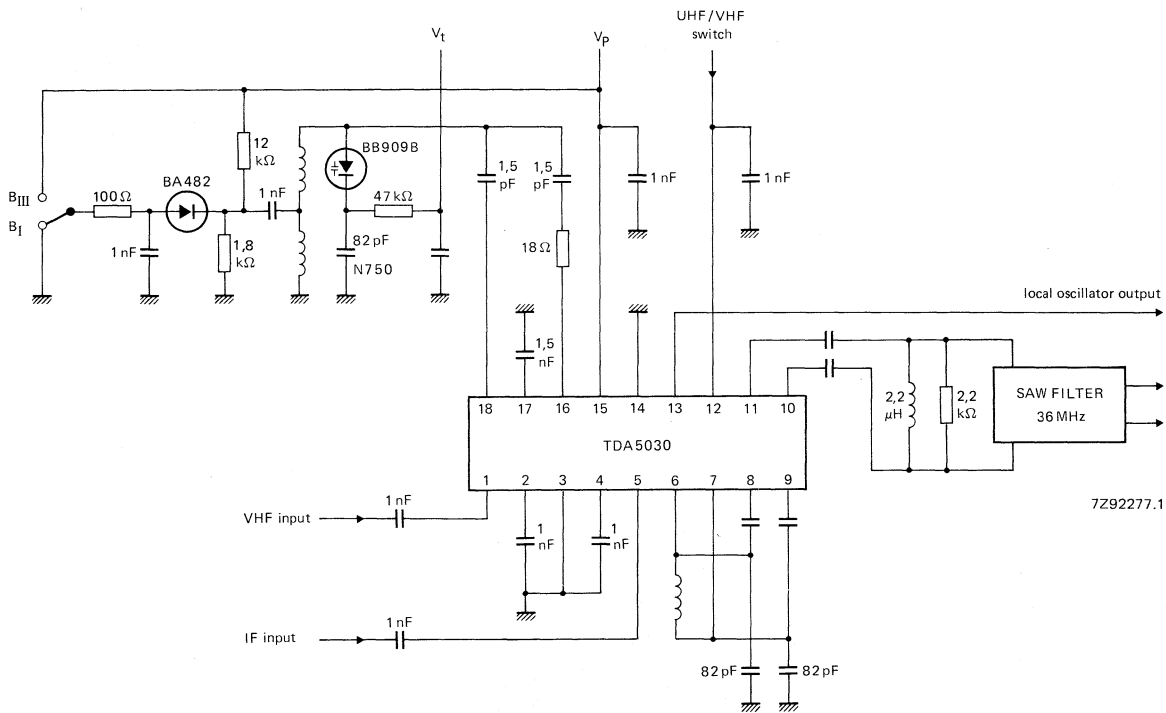 UHF/VHF
switch
Vt
VP
12
kΩ
BB909B
1,5
pF
1,5
pF
1 nF
1 nF
BA482
100Ω
1 nF
47kΩ
BIII
BI
1 nF
1,8
kΩ
82 pF
N750
18Ω
local oscillator output
1,5
nF
18 17 16 15 14 13 12 11 10
2,2
μH
2,2
kΩ
SAW FILTER
36 MHz
TDA5030
1 2 3 4 5 6 7 8 9
7Z92277.1
1 nF
VHF input
1
nF
1
nF
1 nF
IF input
82 pF
82 pF